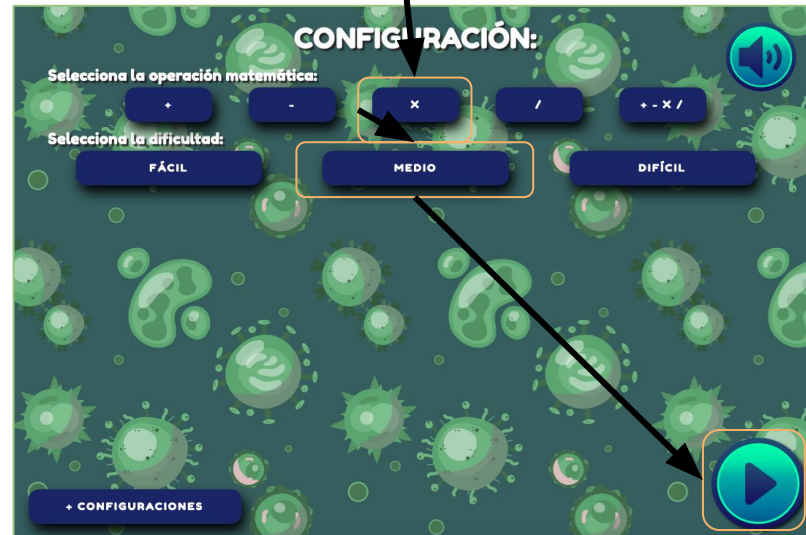 CONFIGURACIÓN:
Selecciona la operación matemática:
+ - X / + - X /
Selecciona la dificultad:
FÁCIL MEDIO DIFÍCIL
+ CONFIGURACIONES